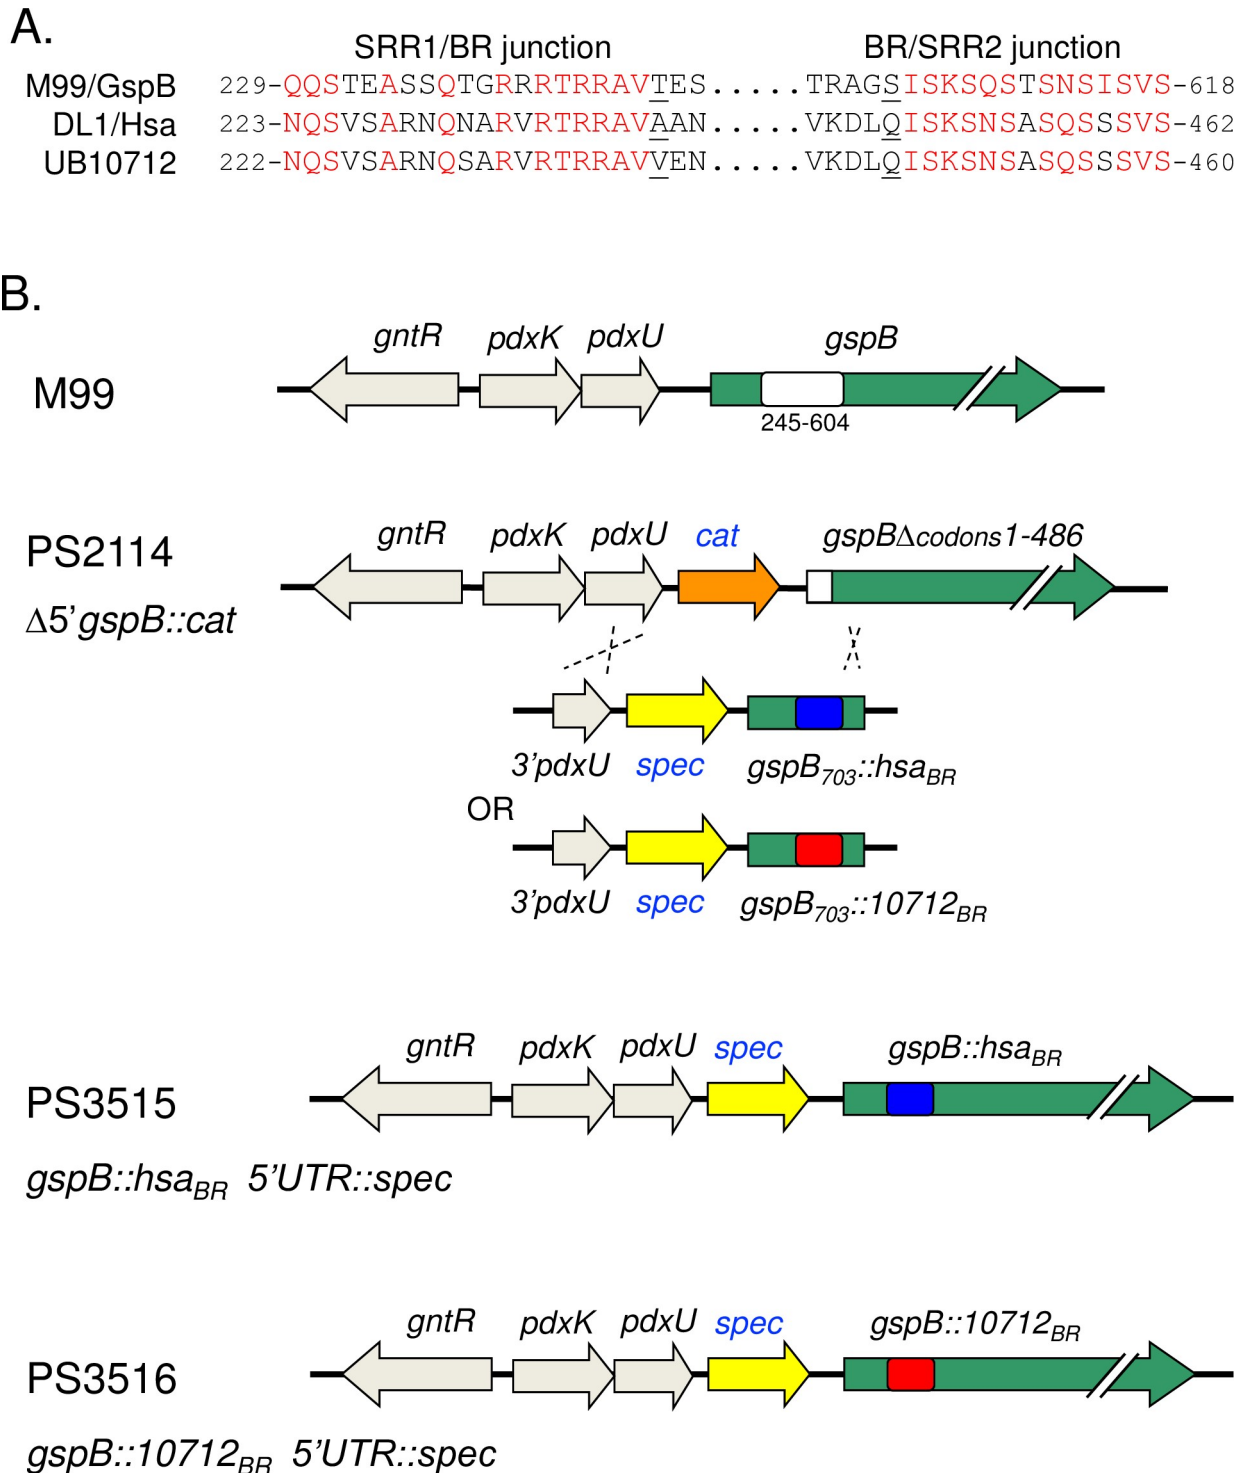 A.
SRR1/BR junction BR/SRR2 junction
M99/GspB 229-QQSTEASSQTGRRRTRRAVTES.....TRAGSISKSQSTSNSISVS-618
DL1/Hsa 223-NQSVSARNQNARVRTRRAVAAN.....VKDLQISKSNSASQSSSVS-462
UB10712 222-NQSVSARNQSARVRTRRAVVEN.....VKDLQISKSNSASQSSSVS-460
B.
gntR pdxK pdxU gspB
M99
245-604
gntR pdxK pdxU cat gspBΔcodons1-486
PS2114
Δ5'gspB::cat
3'pdxU spec gspB703::hsaBR
OR
3'pdxU spec gspB703::10712BR
gntR pdxK pdxU spec gspB::hsaBR
PS3515
gspB::hsaBR 5'UTR::spec
gntR pdxK pdxU spec gspB::10712BR
PS3516
gspB::10712BR 5'UTR::spec